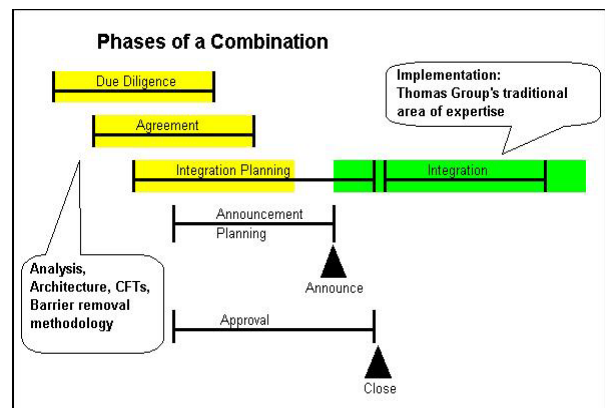 Phases of a Combination
Due Diligence
Implementation:
Thomas Group's traditional
area of expertise
Agreement
Integration Planning
Integration
Announcement
Planning
Analysis,
Architecture, CFTs,
Barrier removal
methodology
Announce
Approval
Close